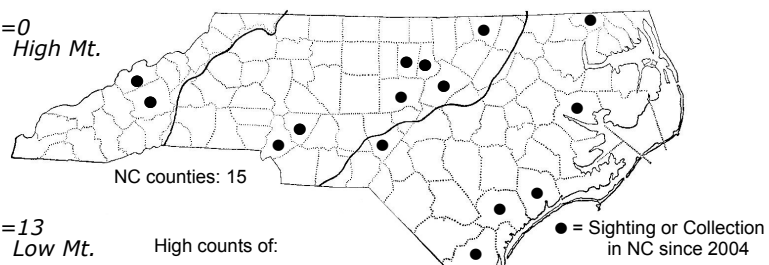 =0
High Mt.
NC counties: 15
=13
Low Mt.
High counts of:
● = Sighting or Collection
in NC since 2004